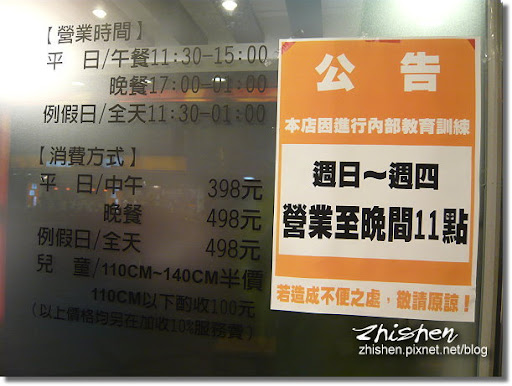 【營業時間】
平 日/午餐11:30-15:00
晚餐17:00-01:00
例假日/全天11:30-01:00
【消費方式】
平 日/中午 398元
晚餐 498元
例假日/全天 498元
兒 童/110CM~140CM半價
110CM以下酌收100元
(以上價格均另在加收10%服務費)
公 告
本店因進行內部教育訓練
週日～週四
營業至晚間11點
若造成不便之處，敬請原諒！
zhishen
zhishen.pixnet.net/blog